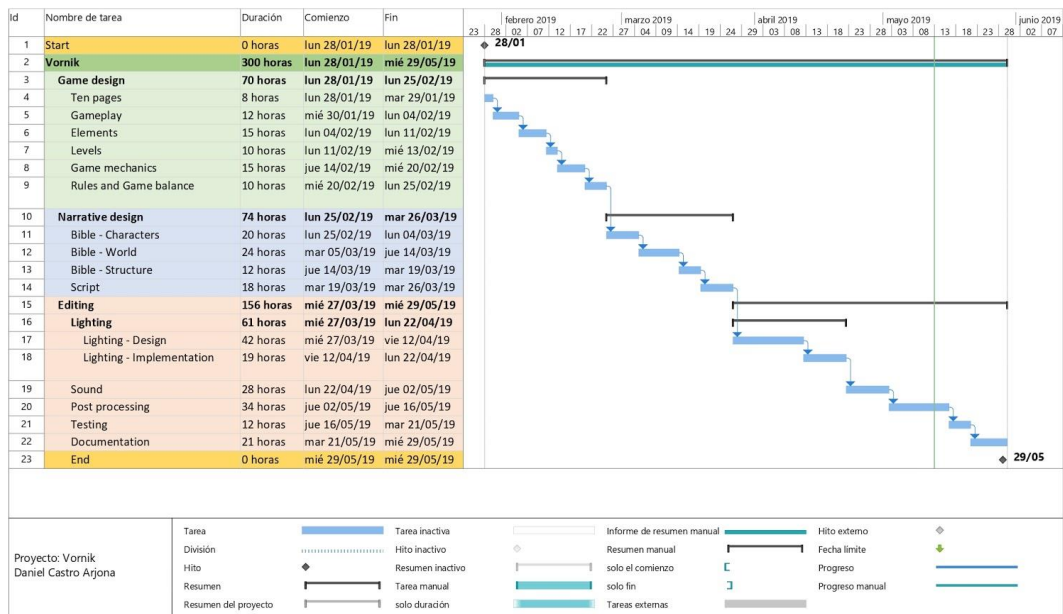 Id Nombre de tarea Duración Comienzo Fin
febrero 2019 marzo 2019 abril 2019 mayo 2019 junio 2019
23 28 02 07 12 17 22 27 04 09 14 19 24 29 03 08 13 18 23 28 03 08 13 18 23 28 02 07
1 Start 0 horas lun 28/01/19 lun 28/01/19 28/01
2 Vornik 300 horas lun 28/01/19 mié 29/05/19
3 Game design 70 horas lun 28/01/19 lun 25/02/19
4 Ten pages 8 horas lun 28/01/19 mar 29/01/19
5 Gameplay 12 horas mié 30/01/19 lun 04/02/19
6 Elements 15 horas lun 04/02/19 lun 11/02/19
7 Levels 10 horas lun 11/02/19 mié 13/02/19
8 Game mechanics 15 horas jue 14/02/19 mié 20/02/19
9 Rules and Game balance 10 horas mié 20/02/19 lun 25/02/19
10 Narrative design 74 horas lun 25/02/19 mar 26/03/19
11 Bible - Characters 20 horas lun 25/02/19 lun 04/03/19
12 Bible - World 24 horas mar 05/03/19 jue 14/03/19
13 Bible - Structure 12 horas jue 14/03/19 mar 19/03/19
14 Script 18 horas mar 19/03/19 mar 26/03/19
15 Editing 156 horas mié 27/03/19 mié 29/05/19
16 Lighting 61 horas mié 27/03/19 lun 22/04/19
17 Lighting - Design 42 horas mié 27/03/19 vie 12/04/19
18 Lighting - Implementation 19 horas vie 12/04/19 lun 22/04/19
19 Sound 28 horas lun 22/04/19 jue 02/05/19
20 Post processing 34 horas jue 02/05/19 jue 16/05/19
21 Testing 12 horas jue 16/05/19 mar 21/05/19
22 Documentation 21 horas mar 21/05/19 mié 29/05/19
23 End 0 horas mié 29/05/19 mié 29/05/19 29/05
Proyecto: Vornik
Daniel Castro Arjona
Tarea Tarea inactiva Informe de resumen manual Hito externo
División Hito inactivo Resumen manual Fecha límite
Hito Resumen inactivo solo el comienzo Progreso
Resumen Tarea manual solo fin Progreso manual
Resumen del proyecto solo duración Tareas externas